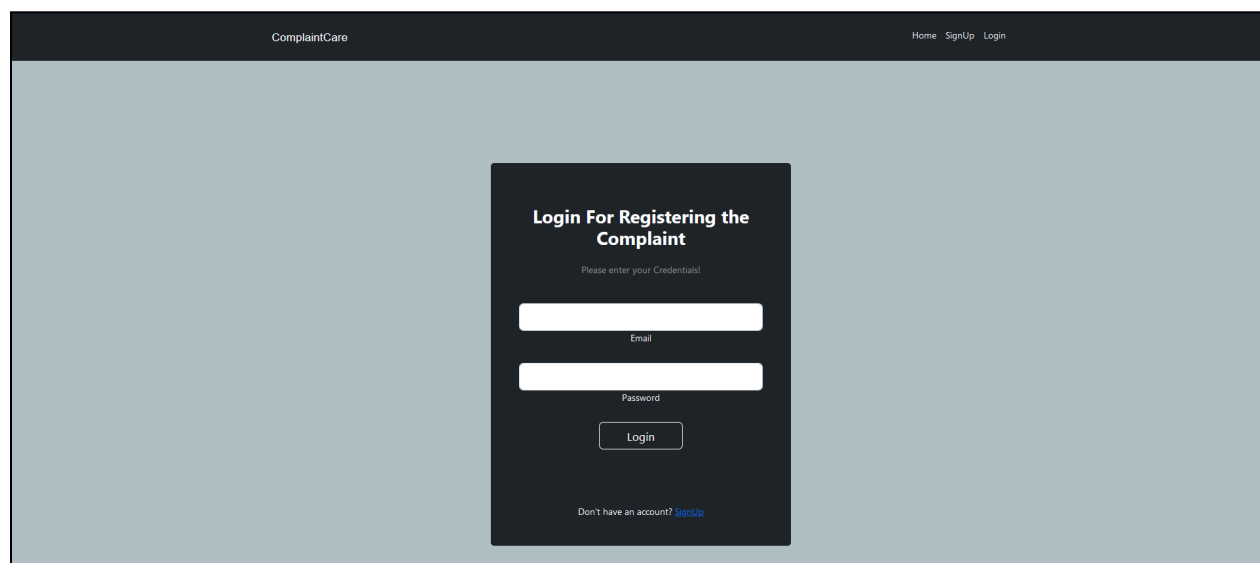 ComplaintCare
Home SignUp Login
Login For Registering the
Complaint
Please enter your Credentials!
Email
Password
Login
Don't have an account? SignUp